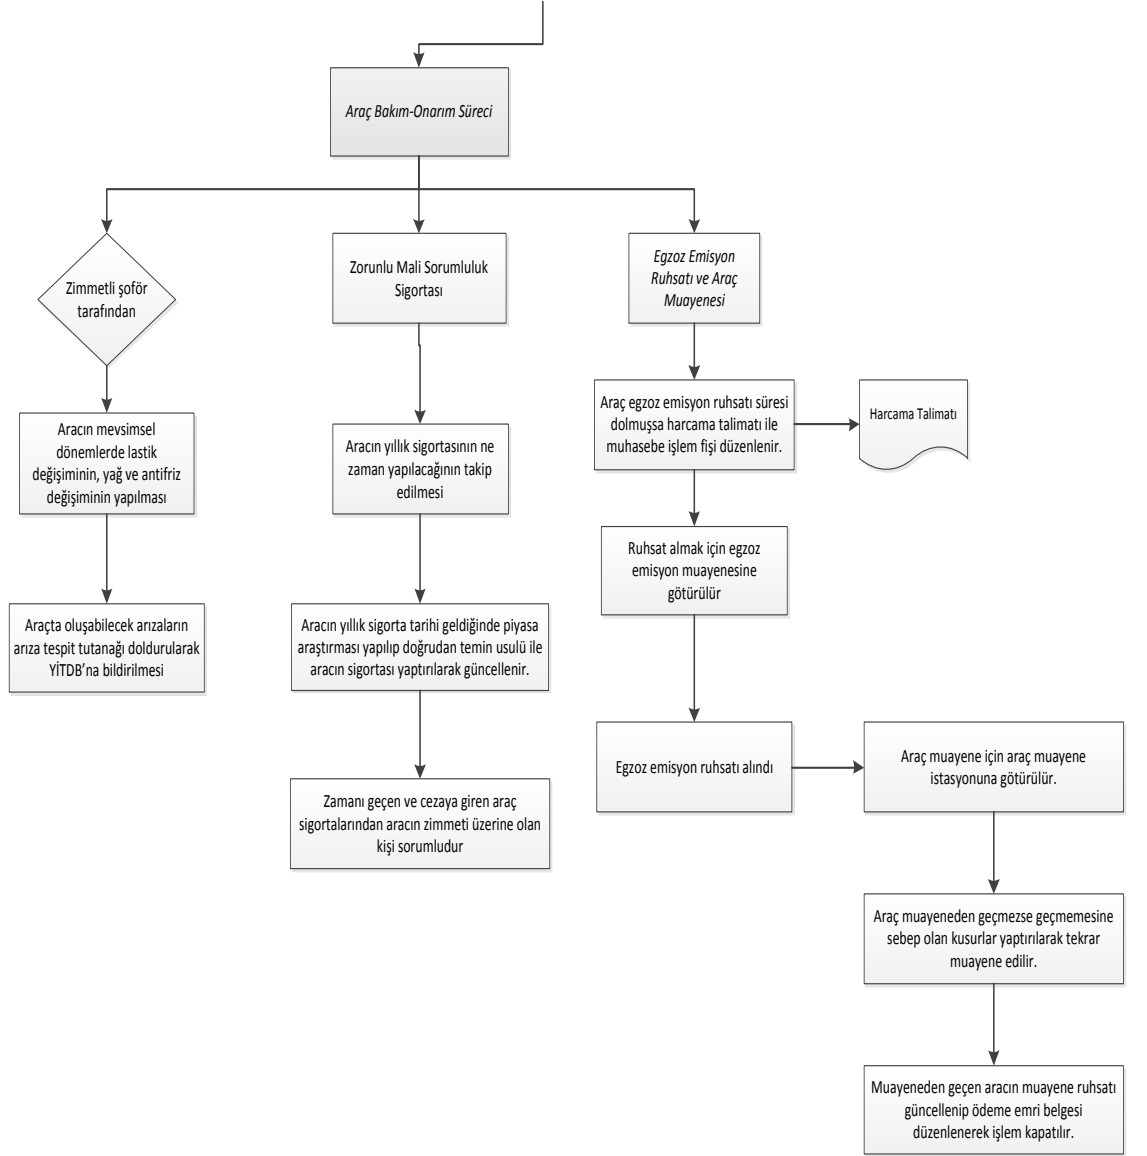 Araç Bakım-Onarım Süreci
Zimmetli şoför
tarafından
Aracın mevsimsel
dönemlerde lastik
değişiminin, yağ ve antifriz
değişiminin yapılması
Araçta oluşabilecek arızaların
arıza tespit tutanağı doldurularak
YİTDB’na bildirilmesi
Zorunlu Mali Sorumluluk
Sigortası
Aracın yıllık sigortasının ne
zaman yapılacağının takip
edilmesi
Aracın yıllık sigorta tarihi geldiğinde piyasa
araştırması yapılıp doğrudan temin usulü ile
aracın sigortası yaptırılarak güncellenir.
Zamanı geçen ve cezaya giren araç
sigortalarından aracın zimmeti üzerine olan
kişi sorumludur
Egzoz Emisyon
Ruhsatı ve Araç
Muayenesi
Araç egzoz emisyon ruhsatı süresi
dolmuşsa harcama talimatı ile
muhasebe işlem fişi düzenlenir.
Harcama Talimatı
Ruhsat almak için egzoz
emisyon muayenesine
götürülür
Egzoz emisyon ruhsatı alındı
Araç muayene için araç muayene
istasyonuna götürülür.
Araç muayeneden geçmezse geçmemesine
sebep olan kusurlar yaptırılarak tekrar
muayene edilir.
Muayeneden geçen aracın muayene ruhsatı
güncellenip ödeme emri belgesi
düzenlenerek işlem kapatılır.